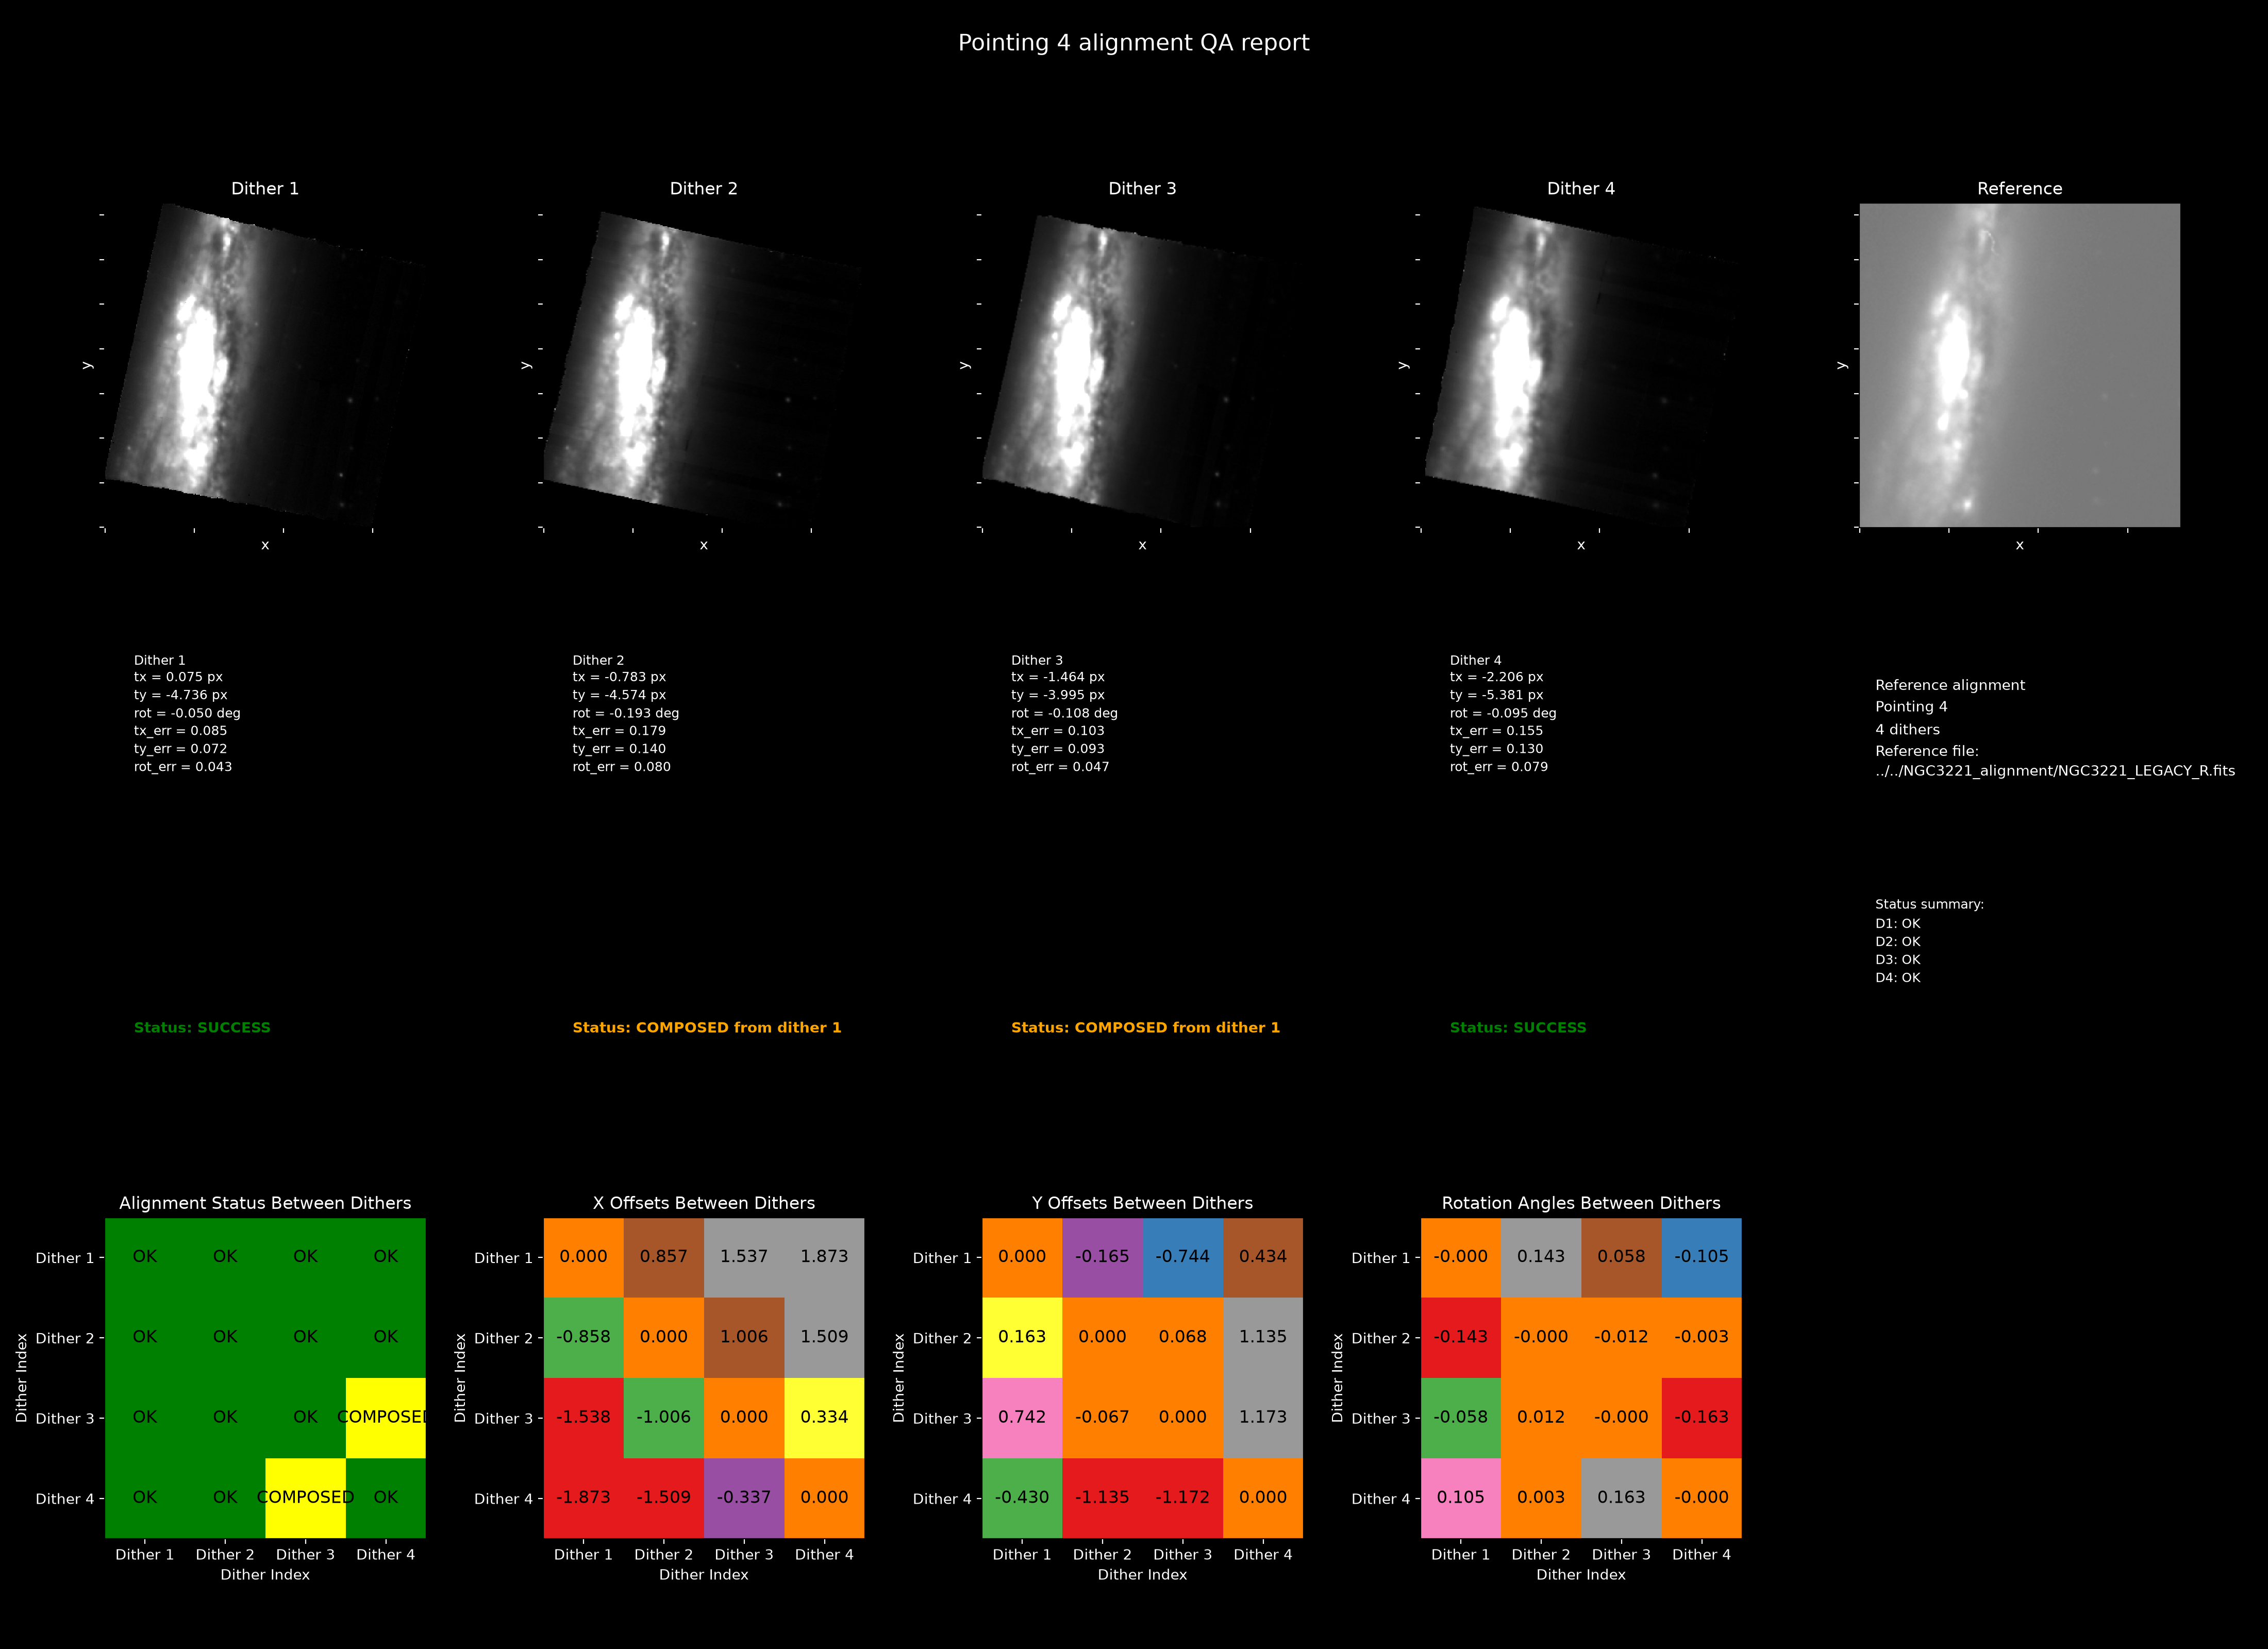 Pointing 4 alignment QA report
Dither 1
Dither 2
Dither 3
Dither 4
Reference
y
y
y
y
y
x
x
x
x
x
Dither 1
tx = 0.075 px
ty = -4.736 px
rot = -0.050 deg
tx_err = 0.085
ty_err = 0.072
rot_err = 0.043
Dither 2
tx = -0.783 px
ty = -4.574 px
rot = -0.193 deg
tx_err = 0.179
ty_err = 0.140
rot_err = 0.080
Dither 3
tx = -1.464 px
ty = -3.995 px
rot = -0.108 deg
tx_err = 0.103
ty_err = 0.093
rot_err = 0.047
Dither 4
tx = -2.206 px
ty = -5.381 px
rot = -0.095 deg
tx_err = 0.155
ty_err = 0.130
rot_err = 0.079
Reference alignment
Pointing 4
4 dithers
Reference file:
../../NGC3221_alignment/NGC3221_LEGACY_R.fits
Status summary:
D1: OK
D2: OK
D3: OK
D4: OK
Status: SUCCESS
Status: COMPOSED from dither 1
Status: COMPOSED from dither 1
Status: SUCCESS
Alignment Status Between Dithers
Dither Index
Dither 1 OK OK OK OK
Dither 2 OK OK OK OK
Dither 3 OK OK OK COMPOSED
Dither 4 OK OK COMPOSED OK
Dither 1 Dither 2 Dither 3 Dither 4
Dither Index
X Offsets Between Dithers
Dither Index
Dither 1 0.000 0.857 1.537 1.873
Dither 2 -0.858 0.000 1.006 1.509
Dither 3 -1.538 -1.006 0.000 0.334
Dither 4 -1.873 -1.509 -0.337 0.000
Dither 1 Dither 2 Dither 3 Dither 4
Dither Index
Y Offsets Between Dithers
Dither Index
0.000 -0.165 -0.744 0.434
0.163 0.000 0.068 1.135
0.742 -0.067 0.000 1.173
-0.430 -1.135 -1.172 0.000
Dither 1 Dither 2 Dither 3 Dither 4
Dither Index
Rotation Angles Between Dithers
Dither Index
Dither 1 -0.000 0.143 0.058 -0.105
Dither 2 -0.143 -0.000 -0.012 -0.003
Dither 3 -0.058 0.012 -0.000 -0.163
Dither 4 0.105 0.003 0.163 -0.000
Dither 1 Dither 2 Dither 3 Dither 4
Dither Index